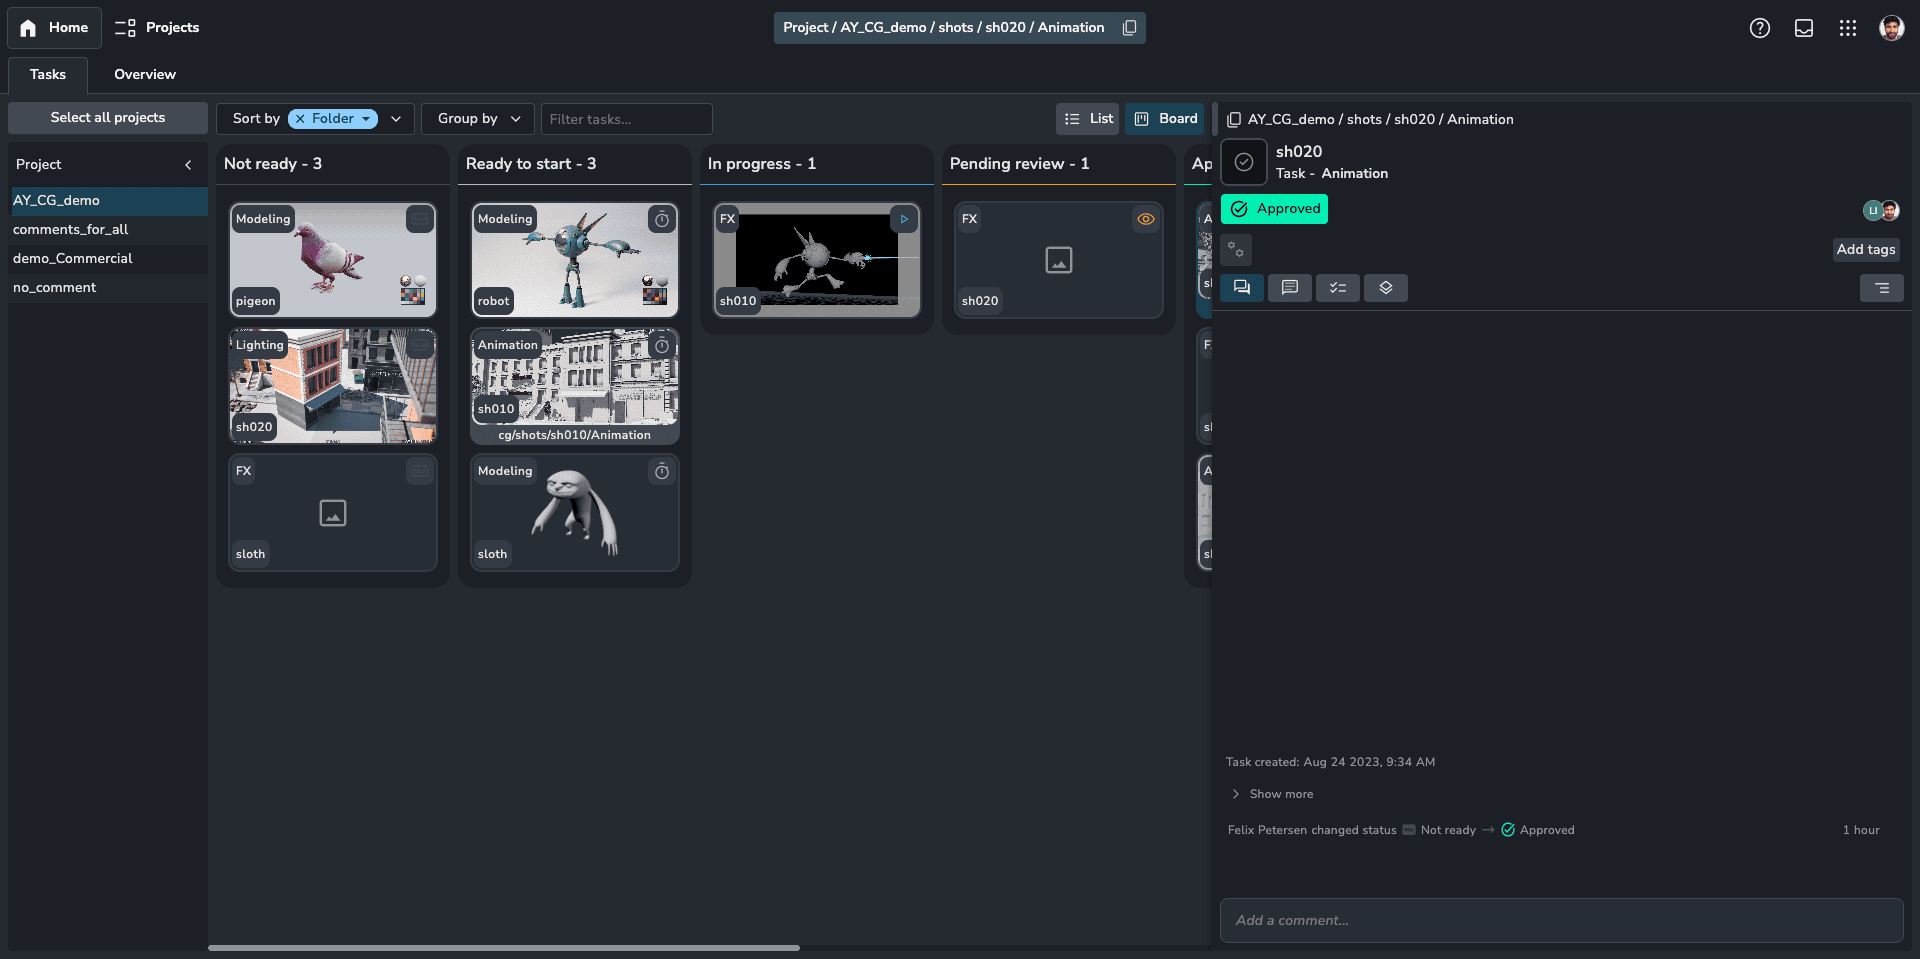 Home
Projects
Project / AY_CG_demo / shots / sh020 / Animation
Tasks
Overview
Select all projects
Sort by
Folder
Group by
Filter tasks...
List
Board
Project
AY_CG_demo
comments_for_all
demo_Commercial
no_comment
Not ready - 3
Modeling
pigeon
Lighting
sh020
FX
sloth
Ready to start - 3
Modeling
robot
Animation
sh010
cg/shots/sh010/Animation
Modeling
sloth
In progress - 1
FX
sh010
Pending review - 1
FX
sh020
Ap
A
sl
F
sl
A
sl
AY_CG_demo / shots / sh020 / Animation
sh020
Task - Animation
Approved
LI
Add tags
Task created: Aug 24 2023, 9:34 AM
Show more
Felix Petersen changed status Not ready → Approved
1 hour
Add a comment...